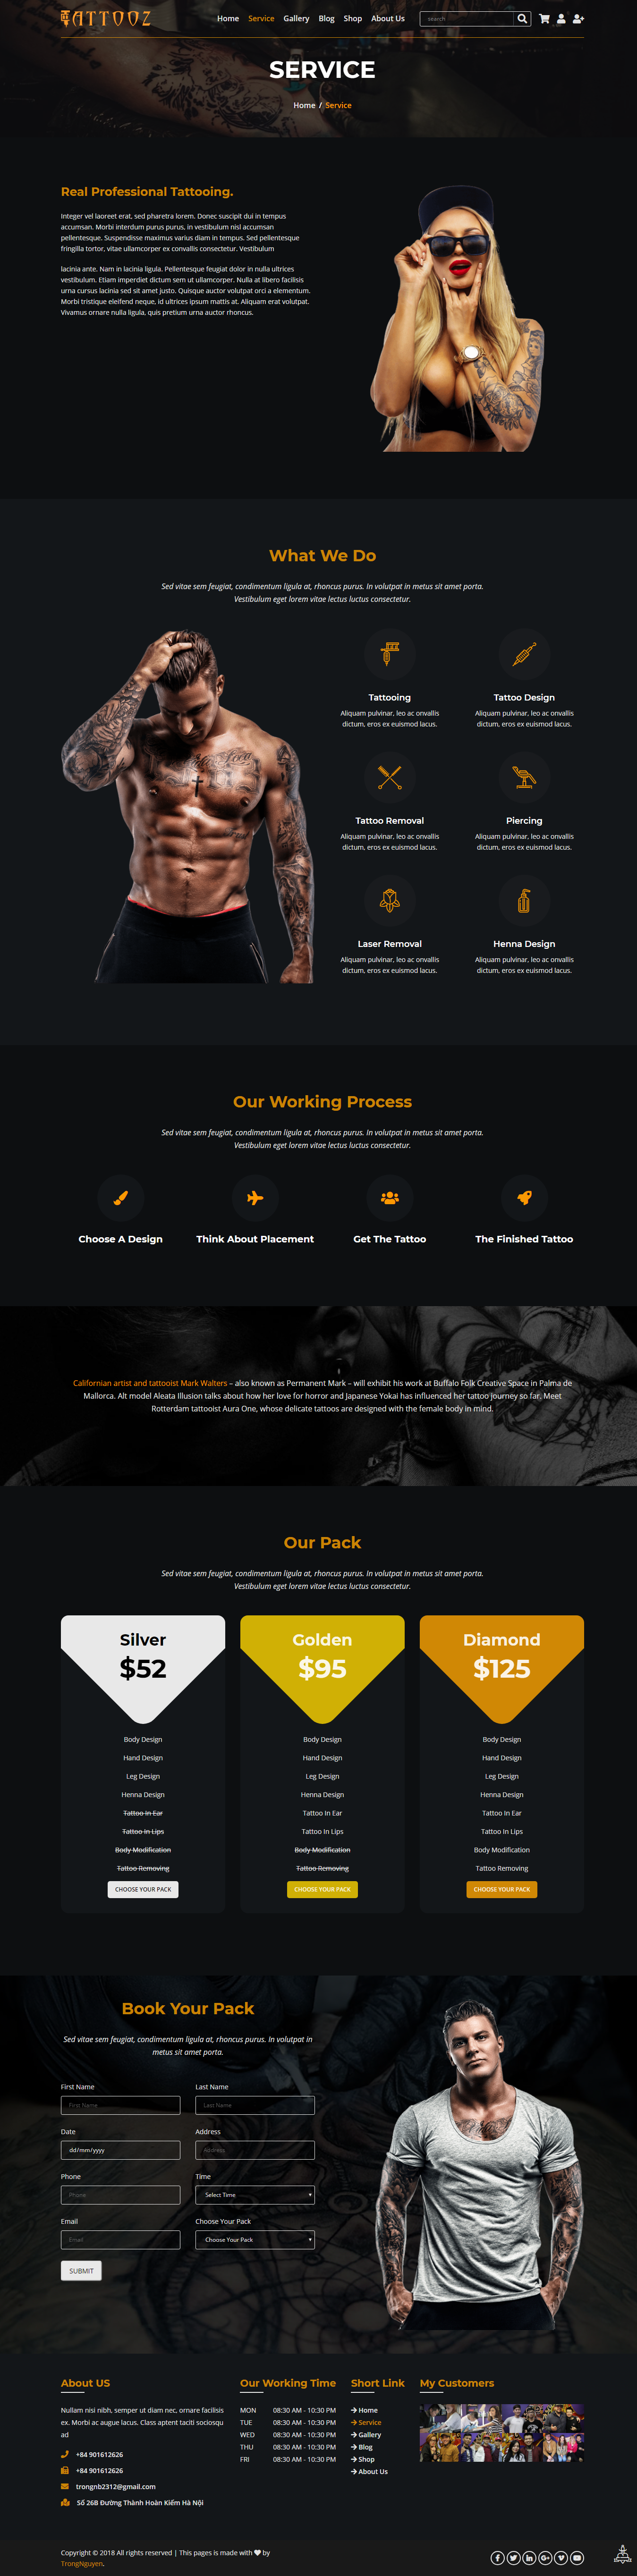 TATTOOZ
Home Service Gallery Blog Shop About Us
search
SERVICE
Home / Service
Real Professional Tattooing.
Integer vel laoreet erat, sed pharetra lorem. Donec suscipit dui in tempus
accumsan. Morbi interdum purus purus, in vestibulum nisl accumsan
pellentesque. Suspendisse maximus varius diam in tempus. Sed pellentesque
fringilla tortor, vitae ullamcorper ex convallis consectetur. Vestibulum
lacinia ante. Nam in lacinia ligula. Pellentesque feugiat dolor in nulla ultrices
vestibulum. Etiam imperdiet dictum sem ut ullamcorper. Nulla at libero facilisis
urna cursus lacinia sed sit amet justo. Quisque auctor volutpat orci a elementum.
Morbi tristique eleifend neque, id ultrices ipsum mattis at. Aliquam erat volutpat.
Vivamus ornare nulla ligula, quis pretium urna auctor rhoncus.
What We Do
Sed vitae sem feugiat, condimentum ligula at, rhoncus purus. In volutpat in metus sit amet porta.
Vestibulum eget lorem vitae lectus luctus consectetur.
Tattooing
Aliquam pulvinar, leo ac onvallis
dictum, eros ex euismod lacus.
Tattoo Design
Aliquam pulvinar, leo ac onvallis
dictum, eros ex euismod lacus.
Tattoo Removal
Aliquam pulvinar, leo ac onvallis
dictum, eros ex euismod lacus.
Piercing
Aliquam pulvinar, leo ac onvallis
dictum, eros ex euismod lacus.
Laser Removal
Aliquam pulvinar, leo ac onvallis
dictum, eros ex euismod lacus.
Henna Design
Aliquam pulvinar, leo ac onvallis
dictum, eros ex euismod lacus.
Our Working Process
Sed vitae sem feugiat, condimentum ligula at, rhoncus purus. In volutpat in metus sit amet porta.
Vestibulum eget lorem vitae lectus luctus consectetur.
Choose A Design
Think About Placement
Get The Tattoo
The Finished Tattoo
Californian artist and tattooist Mark Walters – also known as Permanent Mark – will exhibit his work at Buffalo Folk Creative Space in Palma de
Mallorca. Alt model Aleata Illusion talks about how her love for horror and Japanese Yokai has influenced her tattoo journey so far. Meet
Rotterdam tattooist Aura One, whose delicate tattoos are designed with the female body in mind.
Our Pack
Sed vitae sem feugiat, condimentum ligula at, rhoncus purus. In volutpat in metus sit amet porta.
Vestibulum eget lorem vitae lectus luctus consectetur.
Silver
$52
Body Design
Hand Design
Leg Design
Henna Design
Tattoo In Ear
Tattoo In Lips
Body Modification
Tattoo Removing
CHOOSE YOUR PACK
Golden
$95
Body Design
Hand Design
Leg Design
Henna Design
Tattoo In Ear
Tattoo In Lips
Body Modification
Tattoo Removing
CHOOSE YOUR PACK
Diamond
$125
Body Design
Hand Design
Leg Design
Henna Design
Tattoo In Ear
Tattoo In Lips
Body Modification
Tattoo Removing
CHOOSE YOUR PACK
Book Your Pack
Sed vitae sem feugiat, condimentum ligula at, rhoncus purus. In volutpat in
metus sit amet porta.
First Name
First Name
Last Name
Last Name
Date
dd/mm/yyyy
Address
Address
Phone
Phone
Time
Select Time
Email
Email
Choose Your Pack
Choose Your Pack
SUBMIT
About US
Nullam nisi nibh, semper ut diam nec, ornare facilisis
ex. Morbi ac augue lacus. Class aptent taciti sociosqu
ad
+84 901612626
+84 901612626
trongnb2312@gmail.com
Số 26B Đường Thành Hoàn Kiếm Hà Nội
Our Working Time
MON 08:30 AM - 10:30 PM
TUE 08:30 AM - 10:30 PM
WED 08:30 AM - 10:30 PM
THU 08:30 AM - 10:30 PM
FRI 08:30 AM - 10:30 PM
Short Link
Home
Service
Gallery
Blog
Shop
About Us
My Customers
Copyright © 2018 All rights reserved | This pages is made with by
TrongNguyen.